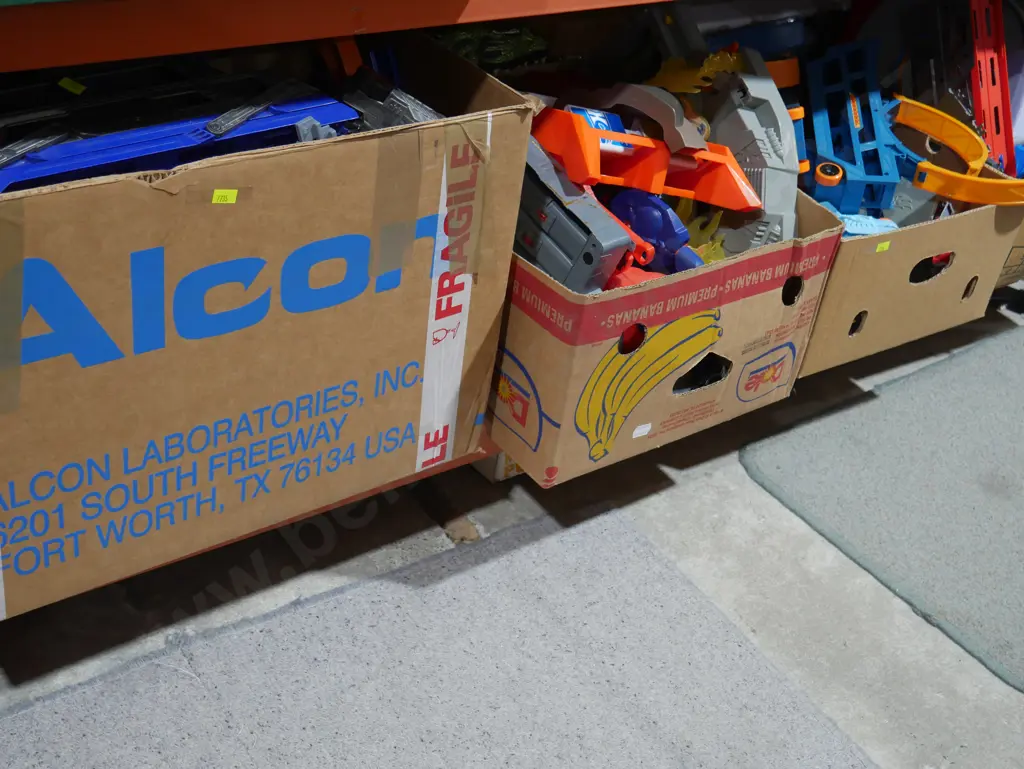 Alcon
FRAGILE
LE
ALCON LABORATORIES, INC.
6201 SOUTH FREEWAY
FORT WORTH, TX 76134 USA
PREMIUM BANANAS • PREMIUM BANANAS • PREMIUM
Dole